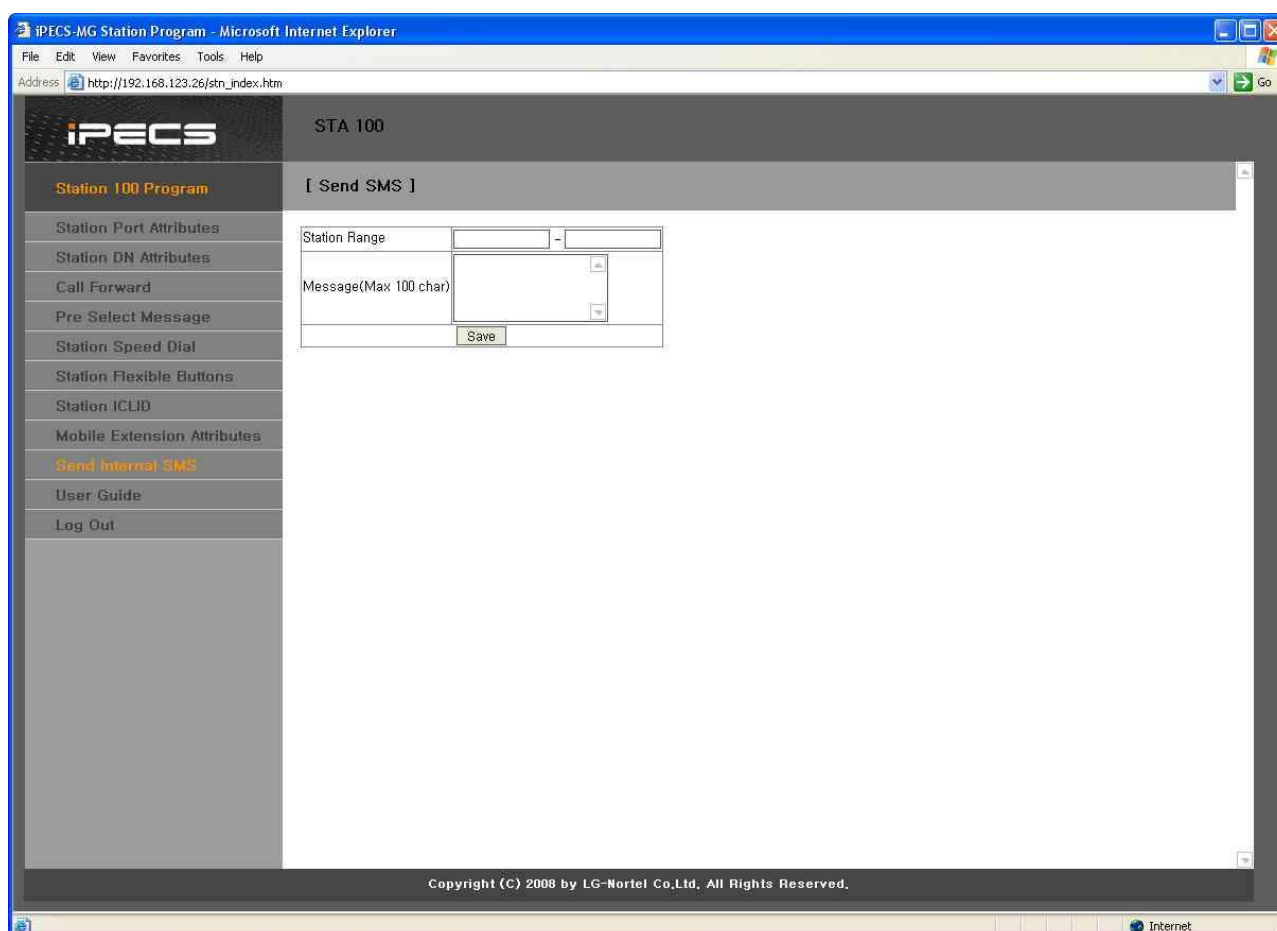 iPECS-MG Station Program - Microsoft Internet Explorer
File Edit View Favorites Tools Help
Address http://192.168.123.26/stn_index.htm Go
iPECS
STA 100
Station 100 Program
[ Send SMS ]
Station Port Attributes
Station DN Attributes
Call Forward
Pre Select Message
Station Speed Dial
Station Flexible Buttons
Station ICLID
Mobile Extension Attributes
Send Internal SMS
User Guide
Log Out
Station Range -
Message(Max 100 char)
Save
Copyright (C) 2008 by LG-Nortel Co,Ltd, All Rights Reserved,
Internet